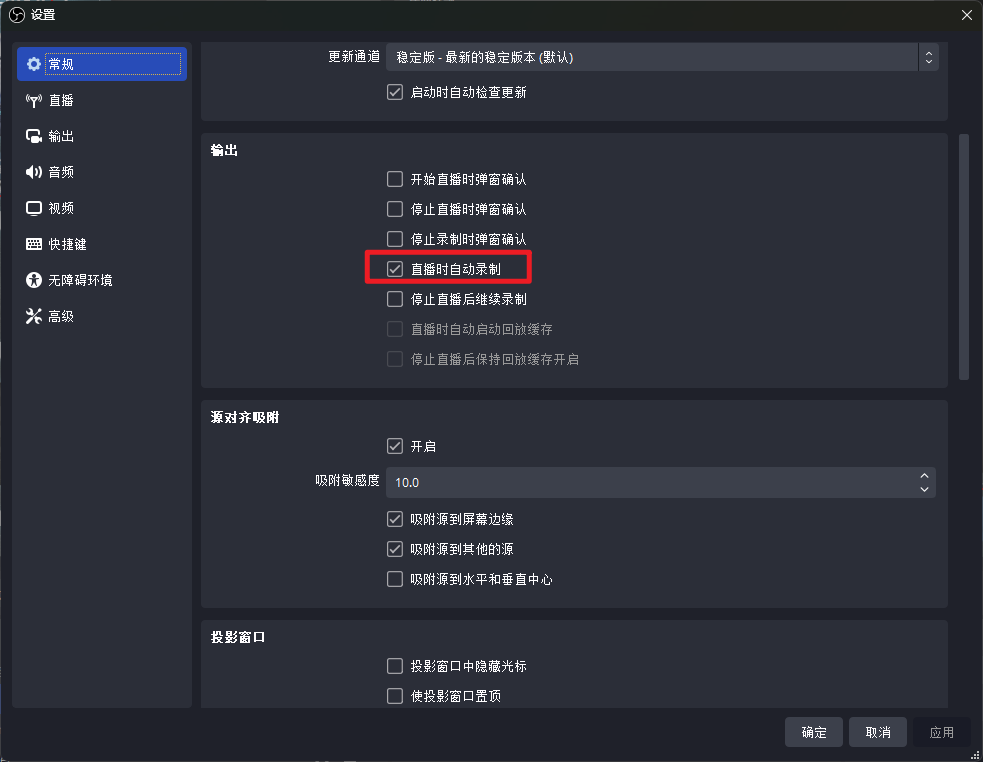 设置
常规
直播
输出
音频
视频
快捷键
无障碍环境
高级
更新通道 稳定版 - 最新的稳定版本 (默认)
启动时自动检查更新
输出
开始直播时弹窗确认
停止直播时弹窗确认
停止录制时弹窗确认
直播时自动录制
停止直播后继续录制
直播时自动启动回放缓存
停止直播后保持回放缓存开启
源对齐吸附
开启
吸附敏感度 10.0
吸附源到屏幕边缘
吸附源到其他的源
吸附源到水平和垂直中心
投影窗口
投影窗口中隐藏光标
使投影窗口置顶
确定 取消 应用